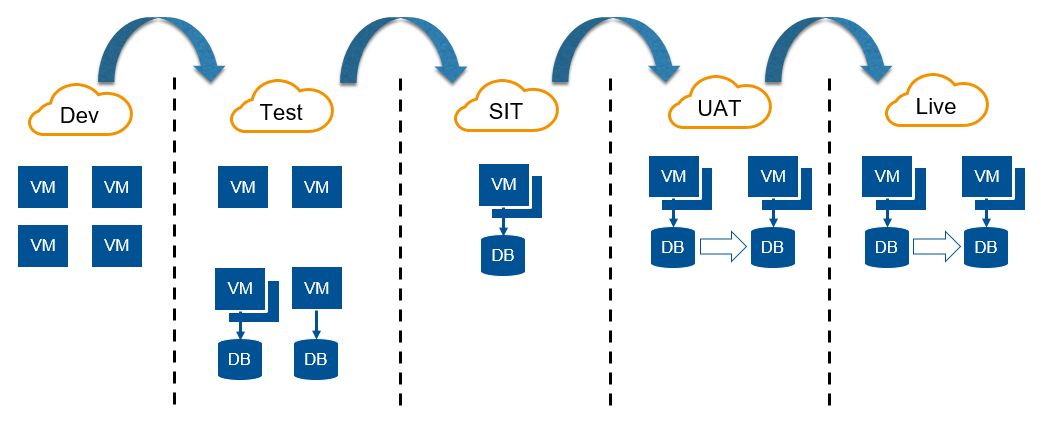 Dev
Test
SIT
UAT
Live
VM VM
VM VM
VM VM
VM VM
DB DB
VM
DB
VM VM
DB DB
VM VM
DB DB